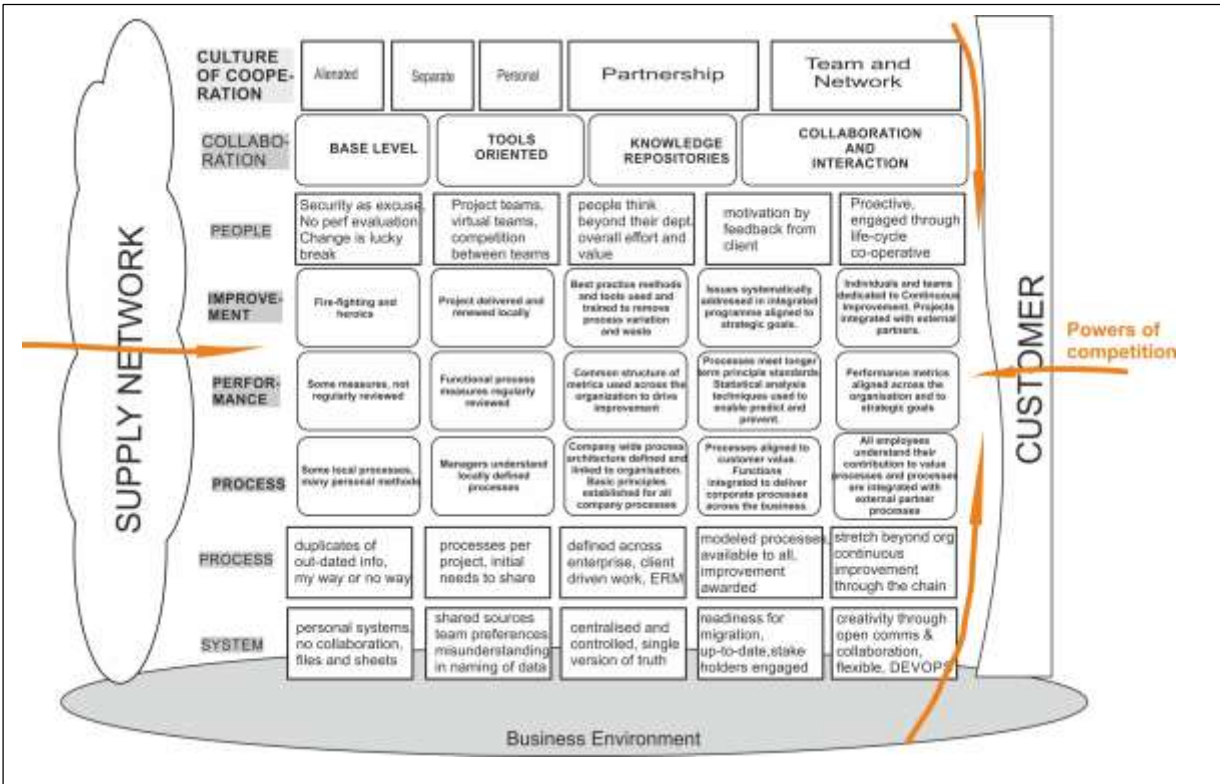 CULTURE
OF COOPE-
RATION
Alienated
Separate
Personal
Partnership
Team and
Network
COLLABO-
RATION
BASE LEVEL
TOOLS
ORIENTED
KNOWLEDGE
REPOSITORIES
COLLABORATION
AND
INTERACTION
PEOPLE
Security as excuse,
No perf evaluation
Change is lucky
break
Project teams,
virtual teams,
competition
between teams
people think
beyond their dept.
overall effort and
value
motivation by
feedback from
client
Proactive,
engaged through
life-cycle
co-operative
IMPROVE-
MENT
Fire-fighting and
heroics
Project delivered and
renewed locally
Best practice methods
and tools used and
trained to remove
process variation
and waste
Issues systematically
addressed in integrated
programme aligned to
strategic goals.
Individuals and teams
dedicated to Continuous
Improvement. Projects
integrated with external
partners.
PERFOR-
MANCE
Some measures, not
regularly reviewed
Functional process
measures regularly
reviewed
Common structure of
metrics used across the
organization to drive
improvement
Processes meet longer
term principle standards
Statistical analysis
techniques used to
enable predict and
prevent.
Performance metrics
aligned across the
organisation and to
strategic goals
PROCESS
Some local processes,
many personal methods
Managers understand
locally defined
processes
Company wide process
architecture defined and
linked to organisation.
Basic principles
established for all
company processes
Processes aligned to
customer value.
Functions
integrated to deliver
corporate processes
across the business.
All employees
understand their
contribution to value
processes and processes
are integrated with
external partner
processes
PROCESS
duplicates of
out-dated info,
my way or no way
processes per
project, initial
needs to share
defined across
enterprise, client
driven work, ERM
modeled processes,
available to all,
improvement
awarded
stretch beyond org
continuous
improvement
through the chain
SYSTEM
personal systems,
no collaboration,
files and sheets
shared sources
team preferences,
misunderstanding
in naming of data
centralised and
controlled, single
version of truth
readiness for
migration,
up-to-date,stake
holders engaged
creativity through
open comms &
collaboration,
flexible, DEVOPS
SUPPLY NETWORK
CUSTOMER
Powers of
competition
Business Environment